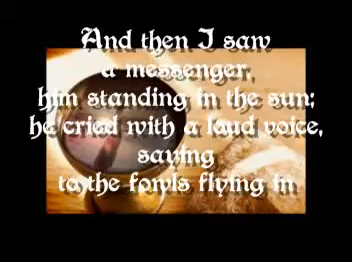 And then I saw
a messenger,
him standing in the sun;
he cried with a loud voice,
saying
to the fowls flying in